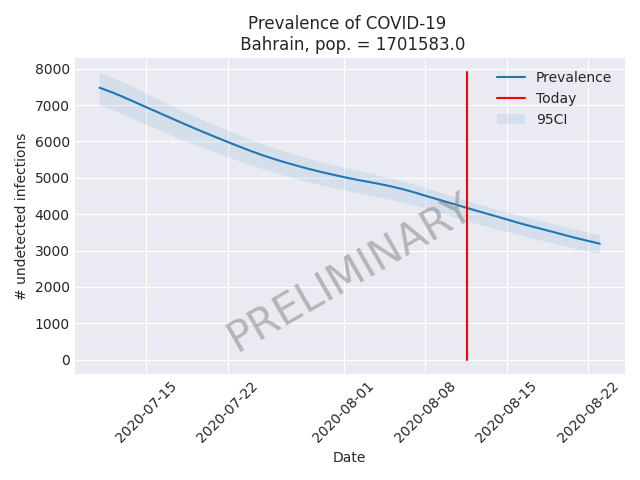 Prevalence of COVID-19
Bahrain, pop. = 1701583.0
8000
7000
6000
5000
4000
3000
2000
1000
0
# undetected infections
Prevalence
Today
95CI
PRELIMINARY
2020-07-15
2020-07-22
2020-08-01
2020-08-08
2020-08-15
2020-08-22
Date